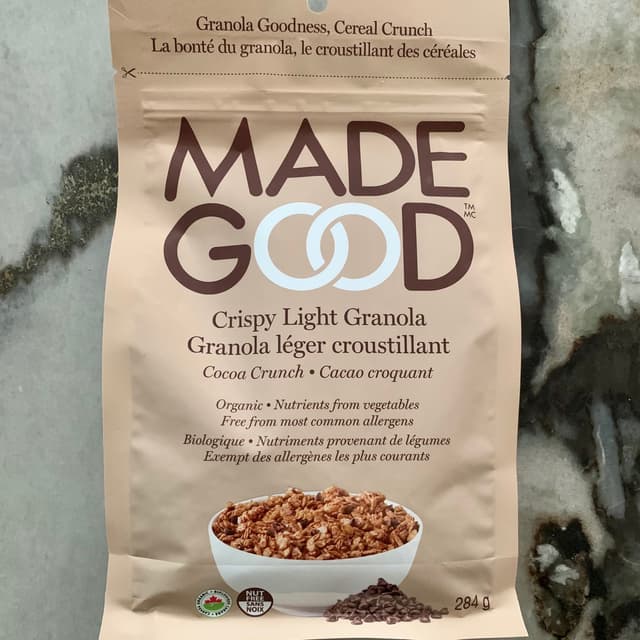 Granola Goodness, Cereal Crunch
La bonté du granola, le croustillant des céréales
MADE
GOOD
TM
MC
Crispy Light Granola
Granola léger croustillant
Cocoa Crunch • Cacao croquant
Organic • Nutrients from vegetables
Free from most common allergens
Biologique • Nutriments provenant de légumes
Exempt des allergènes les plus courants
NUT
FREE
SANS
NOIX
284 g